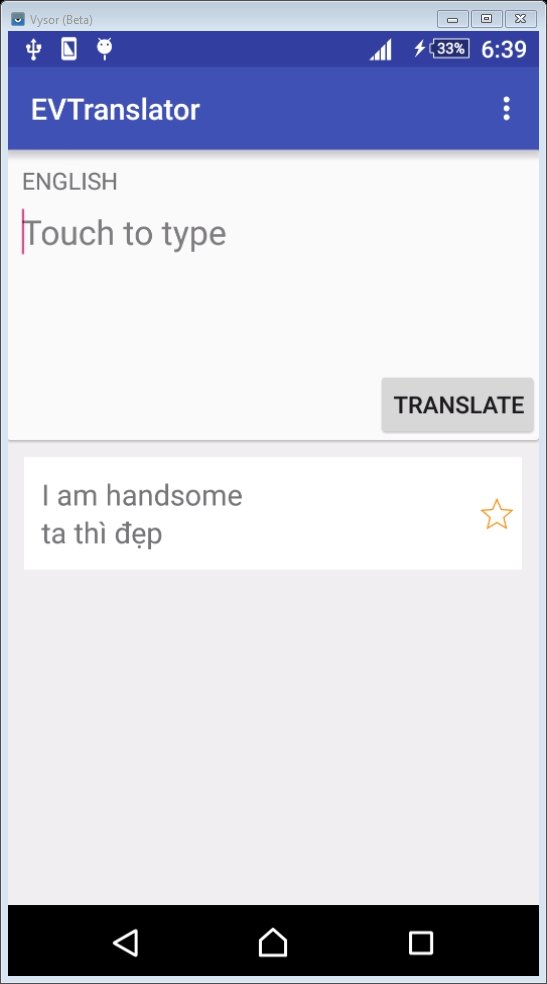 Vysor (Beta)
33%
6:39
EVTranslator
ENGLISH
Touch to type
TRANSLATE
I am handsome
ta thì đẹp